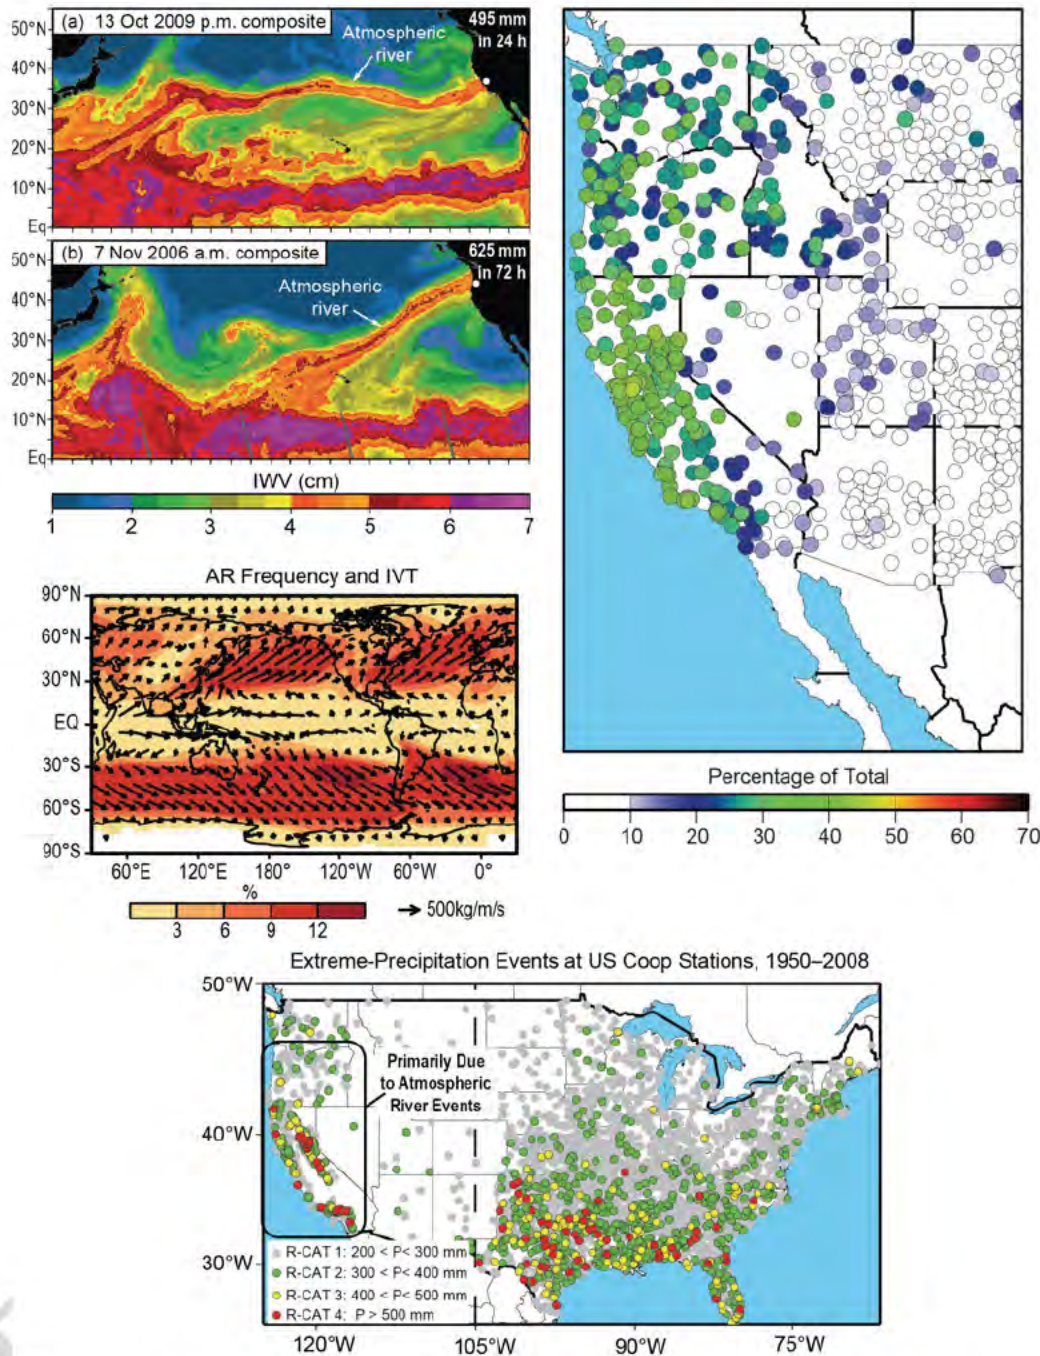 (a) 13 Oct 2009 p.m. composite
495 mm
in 24 h
Atmospheric
river
50°N
40°N
30°N
20°N
10°N
Eq
(b) 7 Nov 2006 a.m. composite
625 mm
in 72 h
Atmospheric
river
50°N
40°N
30°N
20°N
10°N
Eq
IWV (cm)
1 2 3 4 5 6 7
Percentage of Total
0 10 20 30 40 50 60 70
AR Frequency and IVT
90°N
60°N
30°N
EQ
30°S
60°S
90°S
60°E 120°E 180° 120°W 60°W 0°
%
3 6 9 12
500kg/m/s
Extreme-Precipitation Events at US Coop Stations, 1950–2008
50°W
40°W
30°W
Primarily Due
to Atmospheric
River Events
R-CAT 1: 200 < P< 300 mm
R-CAT 2: 300 < P< 400 mm
R-CAT 3: 400 < P< 500 mm
R-CAT 4: P > 500 mm
120°W 105°W 90°W 75°W